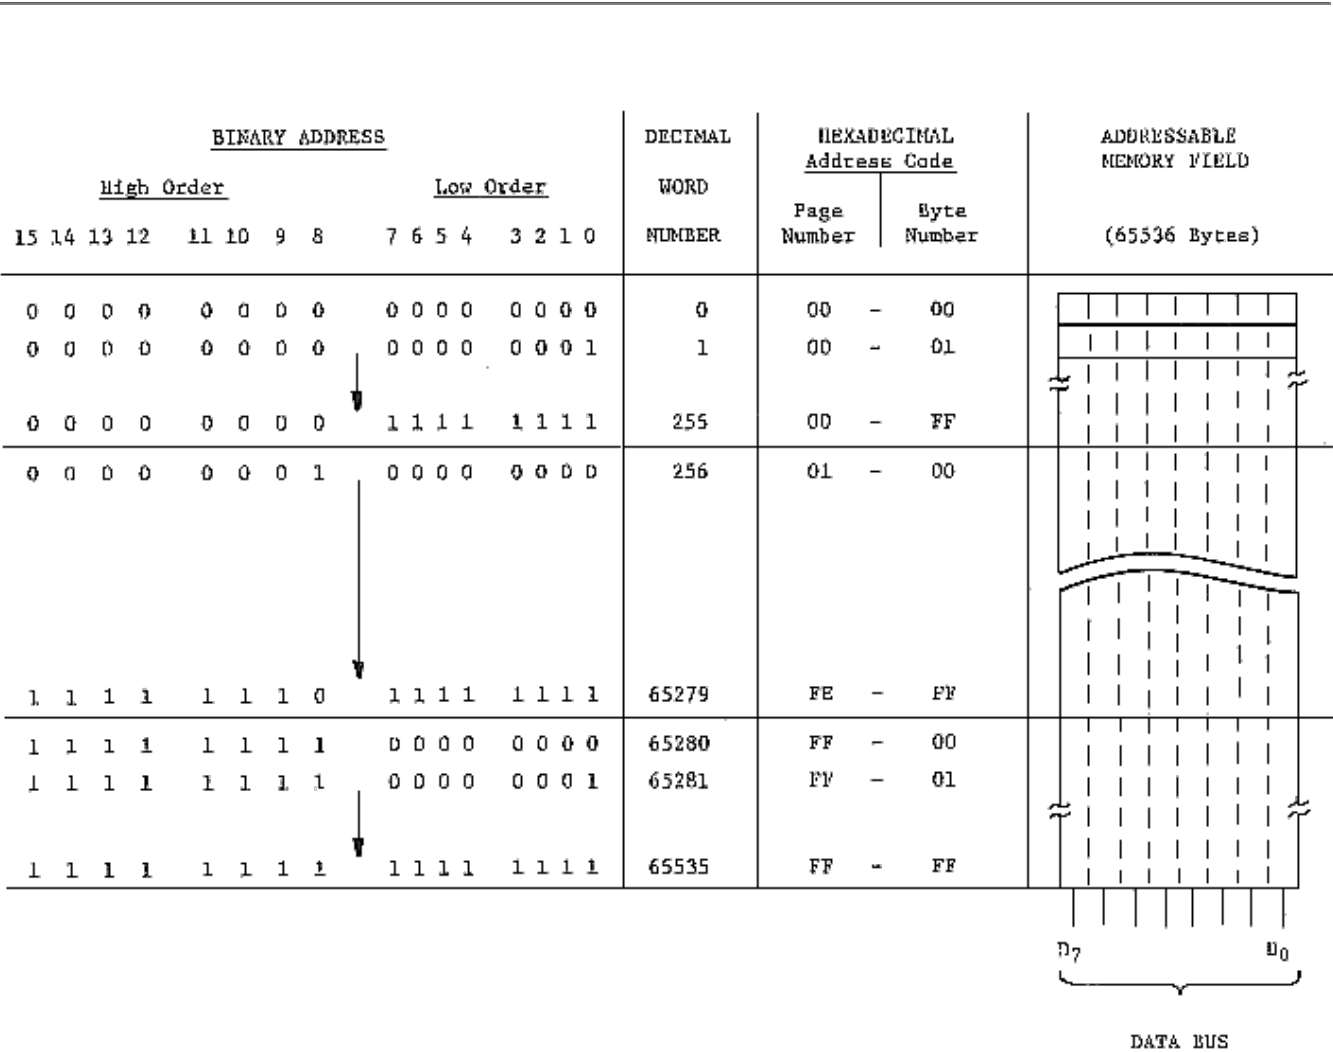 BINARY ADDRESS DECIMAL HEXADECIMAL ADDRESSABLE
Address Code MEMORY FIELD
High Order Low Order WORD
Page Byte
15 14 13 12 11 10 9 8 7 6 5 4 3 2 1 0 NUMBER Number Number (65536 Bytes)
0 0 0 0 0 0 0 0 0 0 0 0 0 0 0 0 0 00 - 00
0 0 0 0 0 0 0 0 0 0 0 0 0 0 0 1 1 00 - 01
0 0 0 0 0 0 0 0 1 1 1 1 1 1 1 1 255 00 - FF
0 0 0 0 0 0 0 1 0 0 0 0 0 0 0 0 256 01 - 00
1 1 1 1 1 1 1 0 1 1 1 1 1 1 1 1 65279 FE - FF
1 1 1 1 1 1 1 1 0 0 0 0 0 0 0 0 65280 FF - 00
1 1 1 1 1 1 1 1 0 0 0 0 0 0 0 1 65281 FF - 01
1 1 1 1 1 1 1 1 1 1 1 1 1 1 1 1 65535 FF - FF
D7 D0
DATA BUS